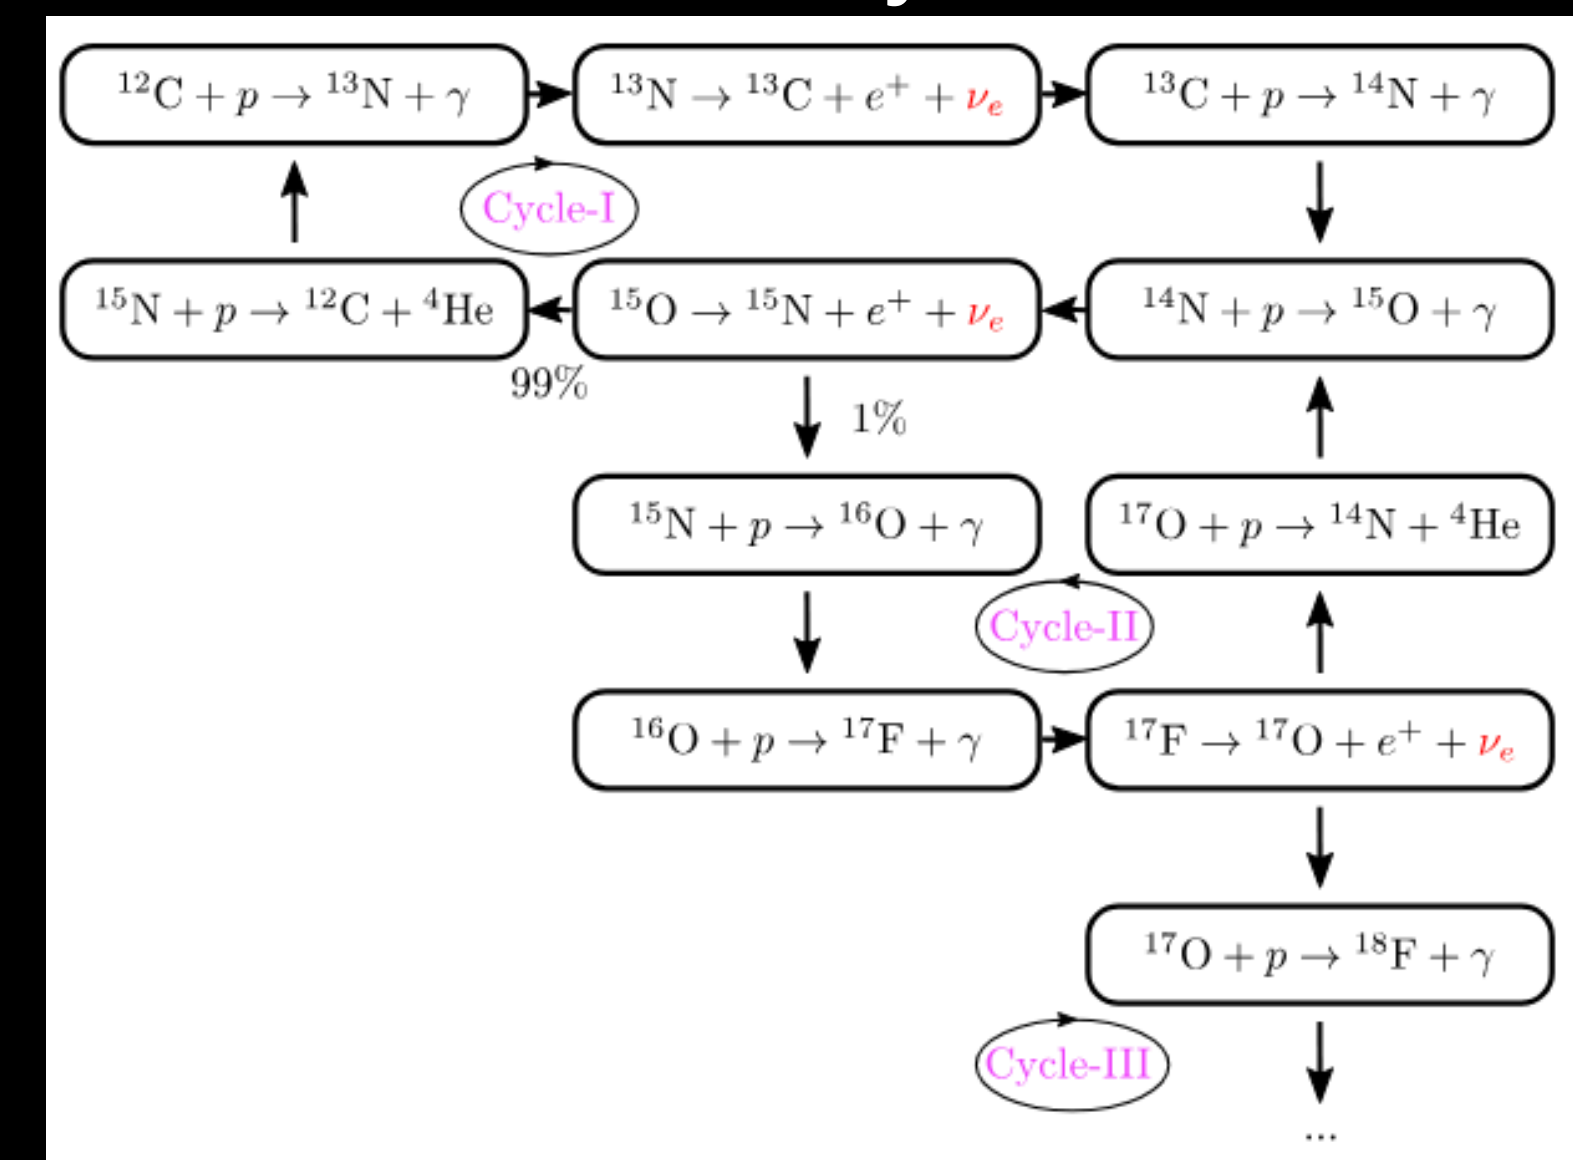 ¹²C + p → ¹³N + γ
¹³N → ¹³C + e⁺ + νₑ
¹³C + p → ¹⁴N + γ
Cycle-I
¹⁵N + p → ¹²C + ⁴He
¹⁵O → ¹⁵N + e⁺ + νₑ
¹⁴N + p → ¹⁵O + γ
99%
1%
¹⁵N + p → ¹⁶O + γ
¹⁷O + p → ¹⁴N + ⁴He
Cycle-II
¹⁶O + p → ¹⁷F + γ
¹⁷F → ¹⁷O + e⁺ + νₑ
¹⁷O + p → ¹⁸F + γ
Cycle-III
...